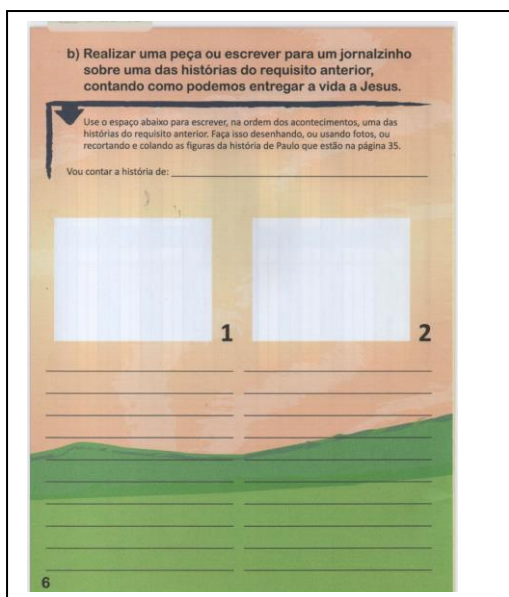 b) Realizar uma peça ou escrever para um jornalzinho
sobre uma das histórias do requisito anterior,
contando como podemos entregar a vida a Jesus.
Use o espaço abaixo para escrever, na ordem dos acontecimentos, uma das
histórias do requisito anterior. Faça isso desenhando, ou usando fotos, ou
recortando e colando as figuras da história de Paulo que estão na página 35.
Vou contar a história de:
1
2
6